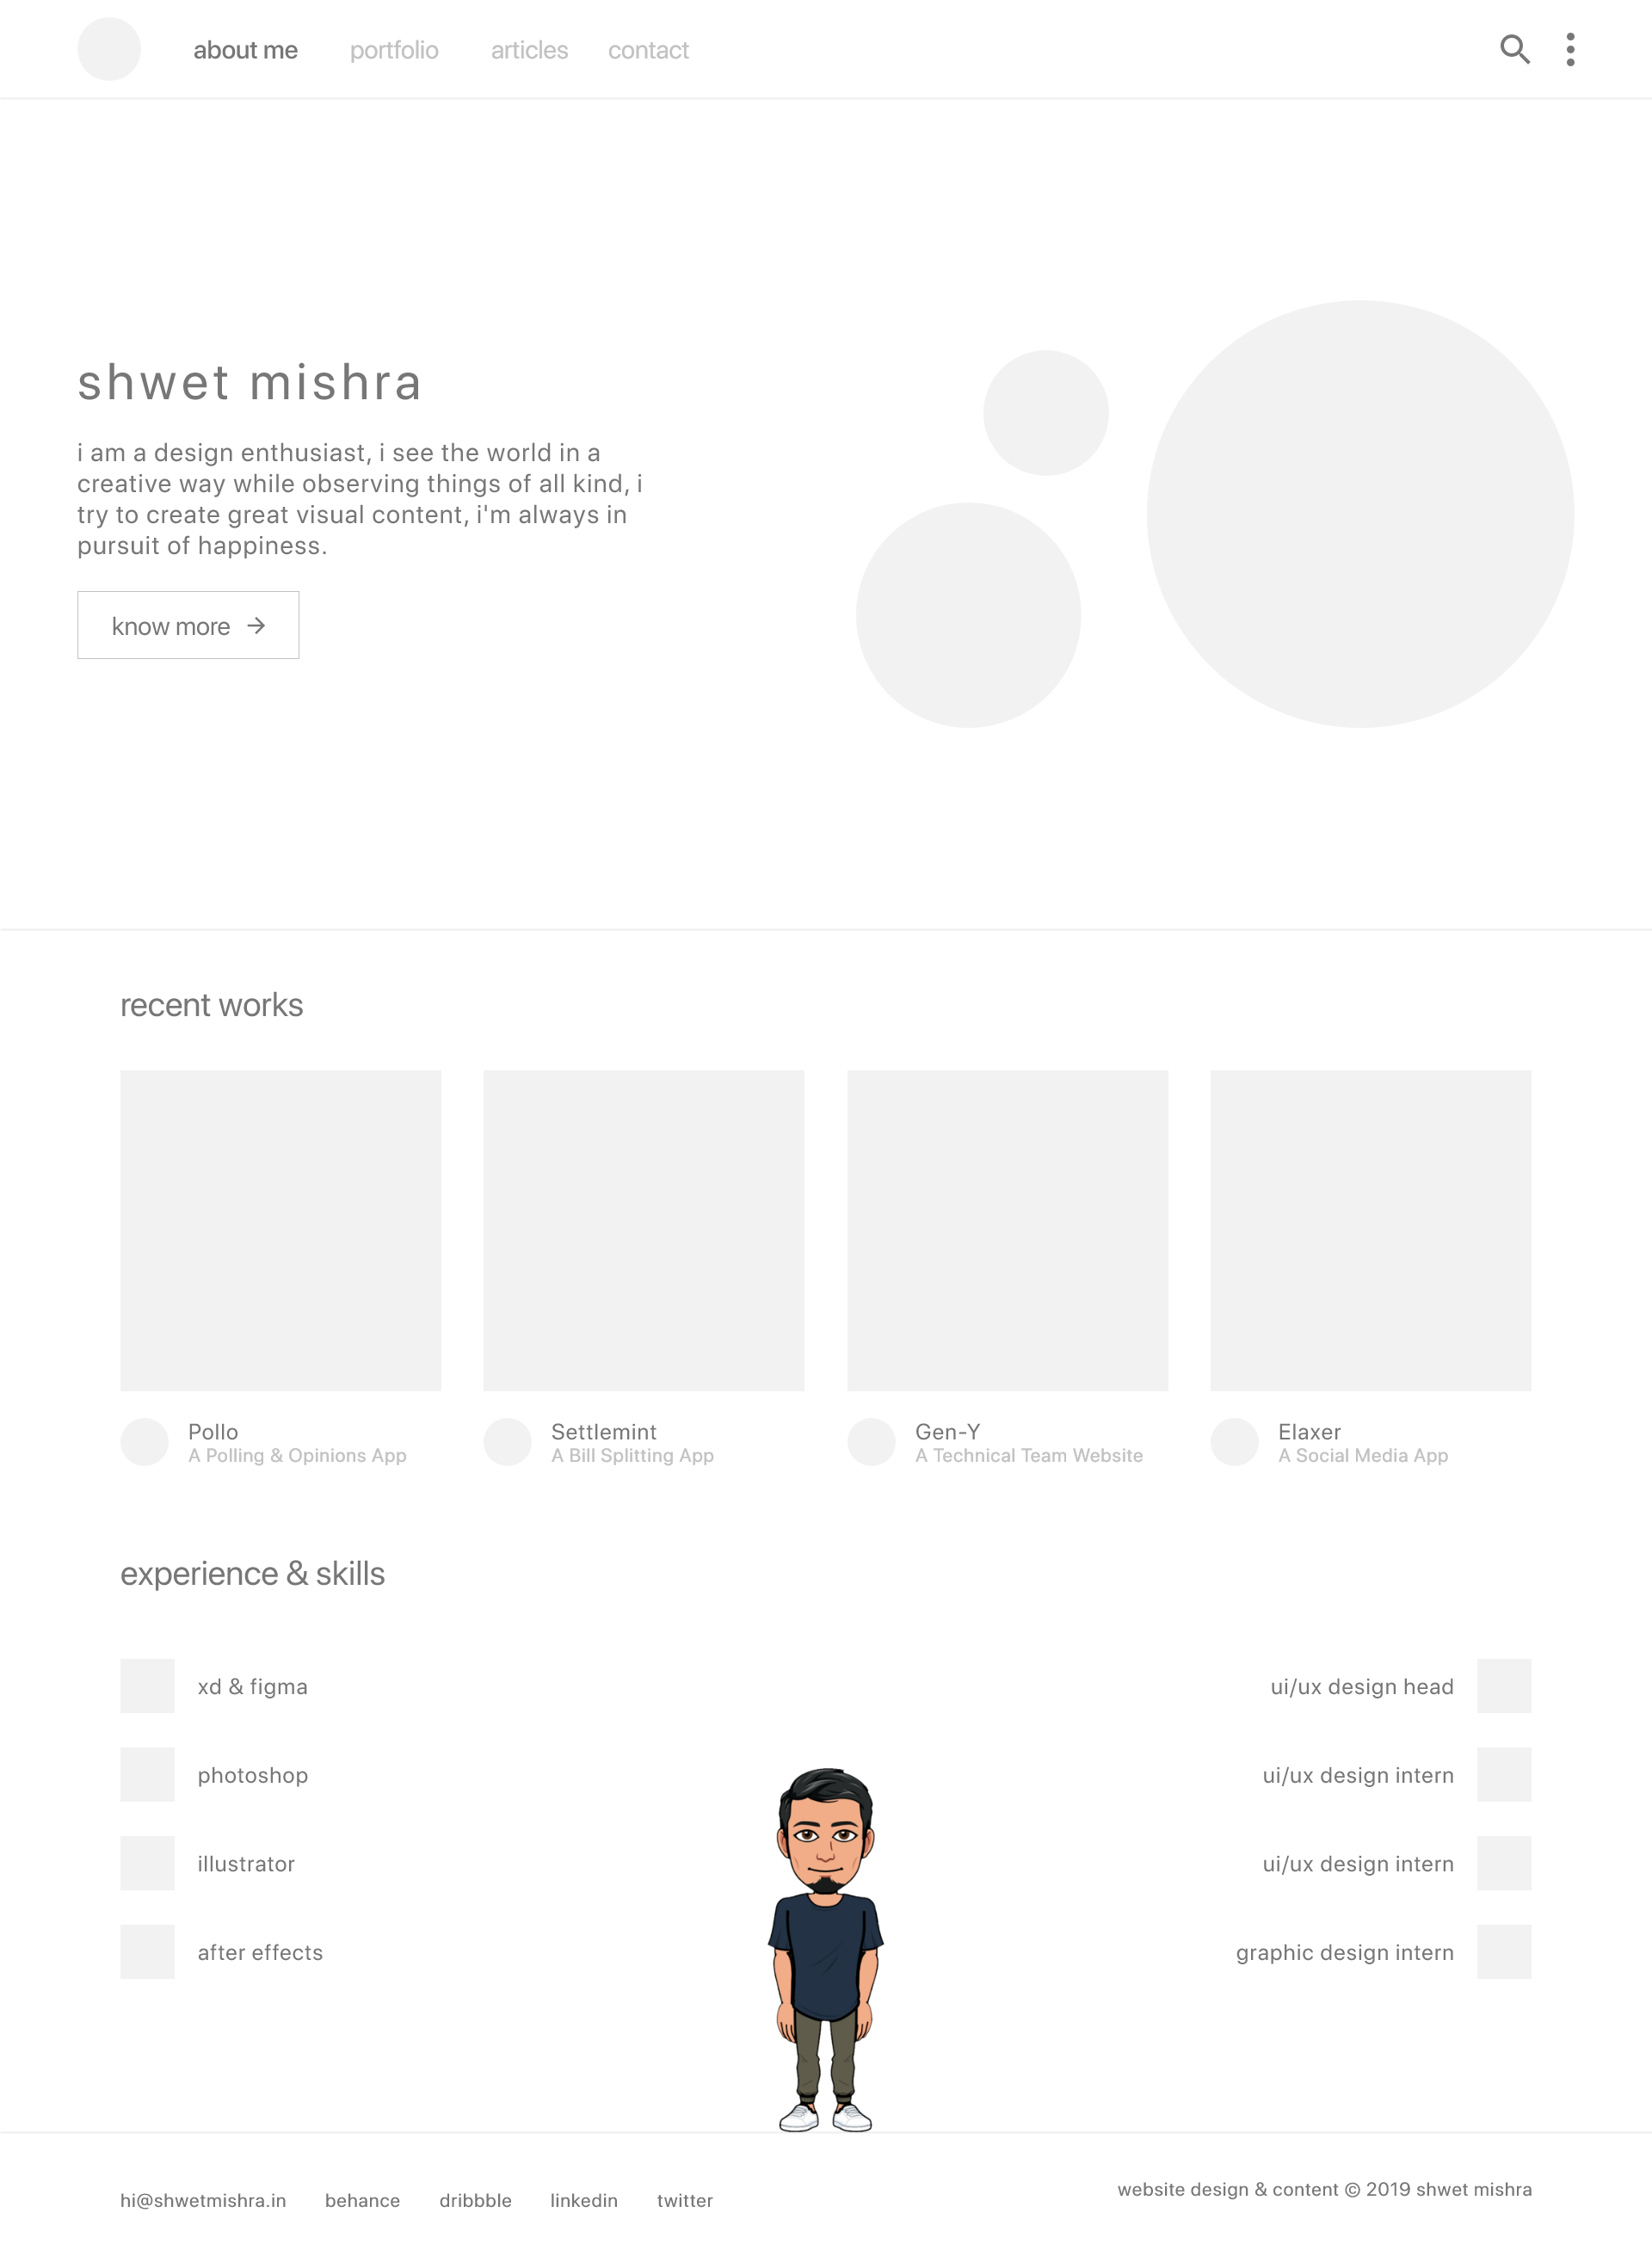 about me portfolio articles contact
shwet mishra
i am a design enthusiast, i see the world in a
creative way while observing things of all kind, i
try to create great visual content, i'm always in
pursuit of happiness.
know more
recent works
Pollo
A Polling & Opinions App
Settlemint
A Bill Splitting App
Gen-Y
A Technical Team Website
Elaxer
A Social Media App
experience & skills
xd & figma
photoshop
illustrator
after effects
ui/ux design head
ui/ux design intern
ui/ux design intern
graphic design intern
hi@shwetmishra.in behance dribbble linkedin twitter
website design & content © 2019 shwet mishra